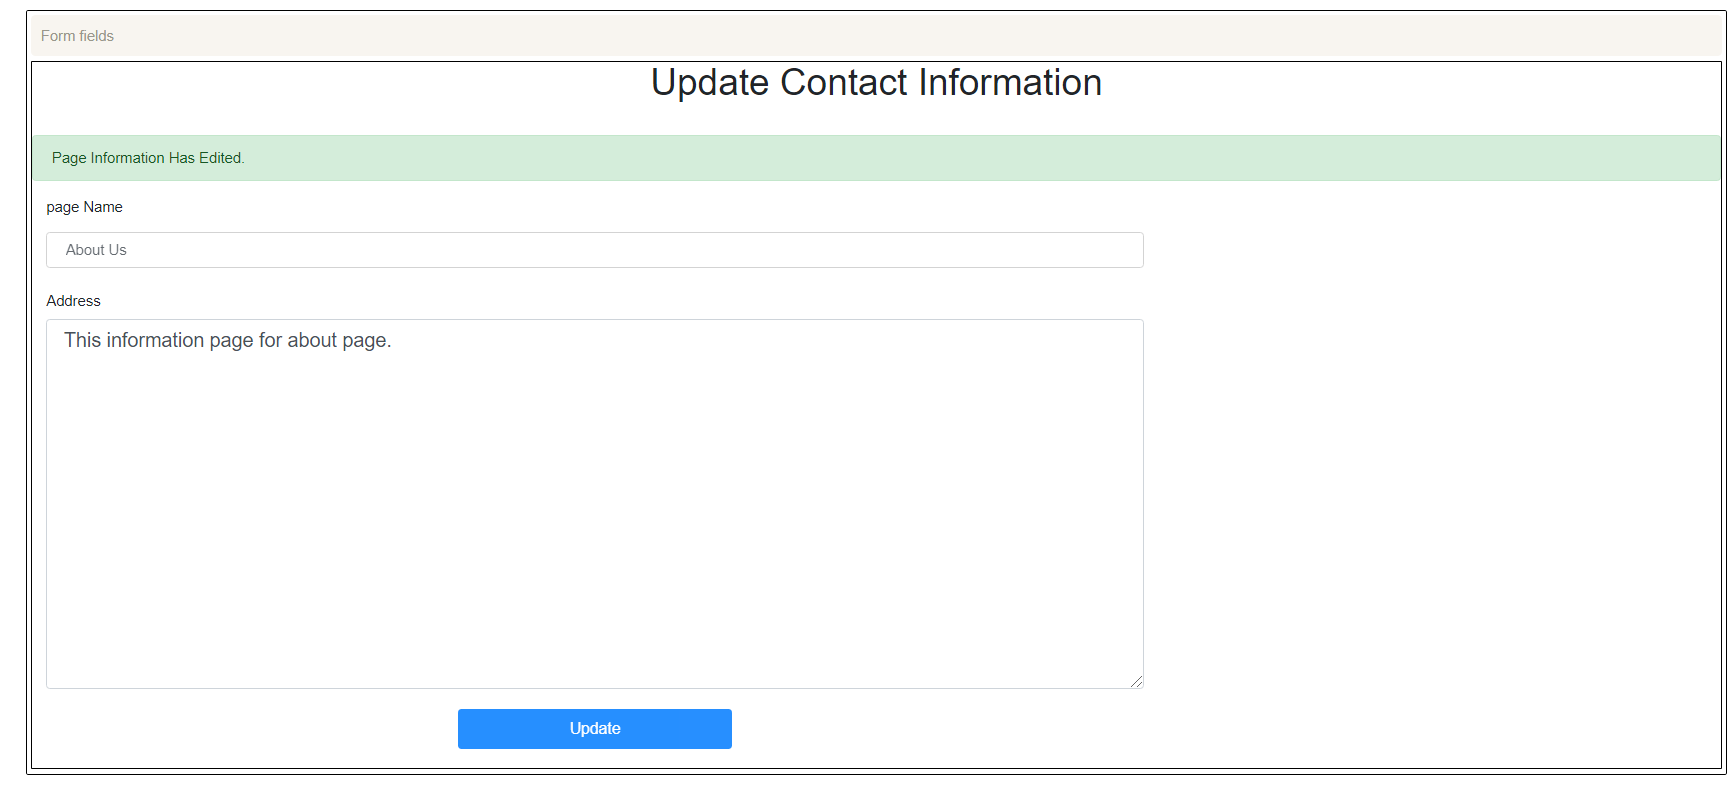 Form fields
Update Contact Information
Page Information Has Edited.
page Name
About Us
Address
This information page for about page.
Update